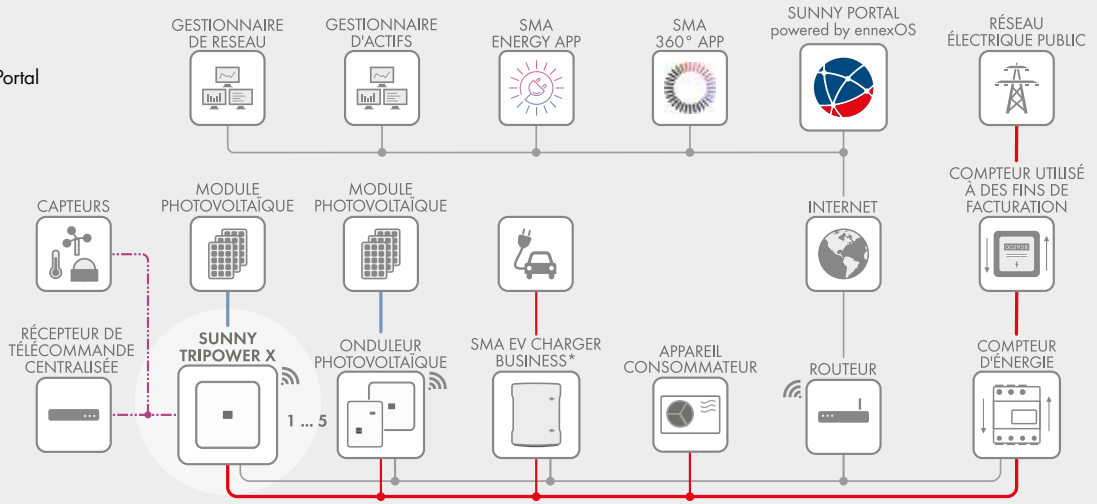 GESTIONNAIRE
DE RESEAU
GESTIONNAIRE
D'ACTIFS
SMA
ENERGY APP
SMA
360° APP
SUNNY PORTAL
powered by ennexOS
RÉSEAU
ÉLECTRIQUE PUBLIC
Portal
CAPTEURS
MODULE
PHOTOVOLTAÏQUE
MODULE
PHOTOVOLTAÏQUE
INTERNET
COMPTEUR UTILISÉ
À DES FINS DE
FACTURATION
002958
RÉCEPTEUR DE
TÉLÉCOMMANDE
CENTRALISÉE
SUNNY
TRIPOWER X
1 ... 5
ONDULEUR
PHOTOVOLTAÏQUE
SMA EV CHARGER
BUSINESS*
APPAREIL
CONSOMMATEUR
ROUTEUR
COMPTEUR
D'ÉNERGIE